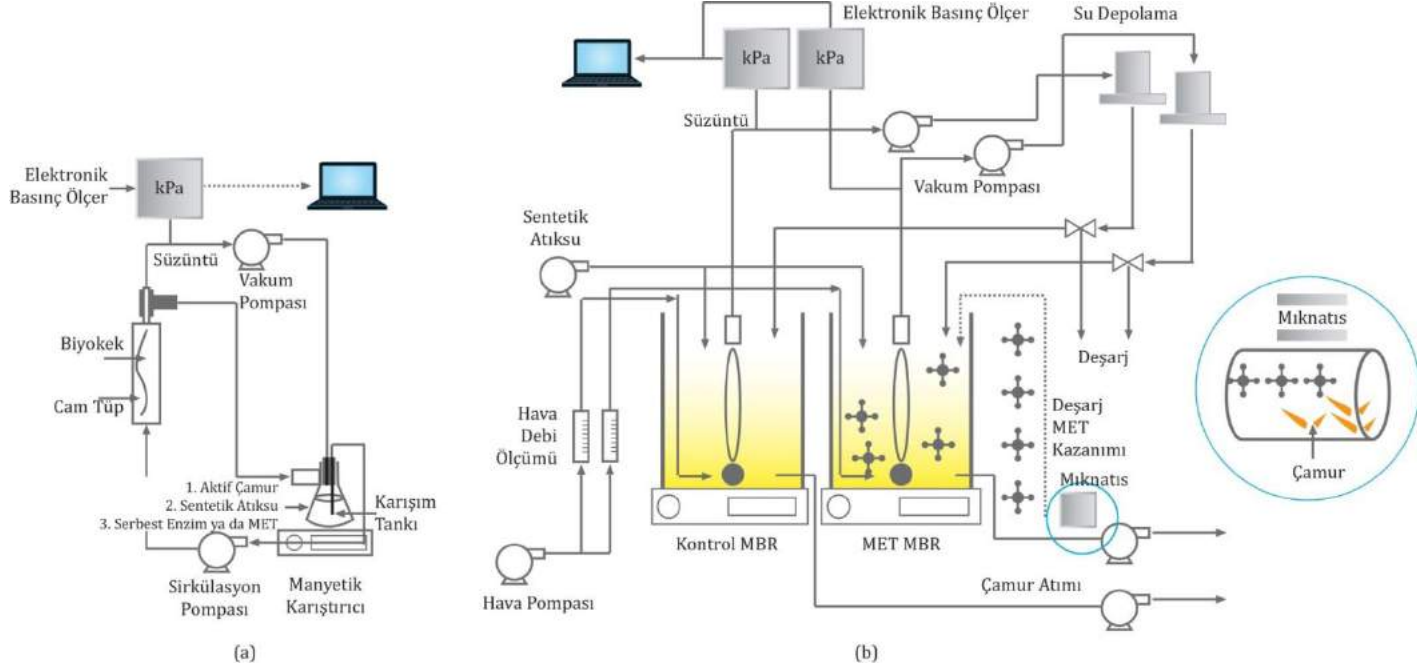 Elektronik
Basınç Ölçer
kPa
Süzüntü
Vakum
Pompası
Biyokek
Cam Tüp
1. Aktif Çamur
2. Sentetik Atıksu
3. Serbest Enzim ya da MET
Karışım
Tankı
Sirkülasyon
Pompası
Manyetik
Karıştırıcı
(a)
Elektronik Basınç Ölçer
Su Depolama
kPa
kPa
Süzüntü
Vakum Pompası
Sentetik
Atıksu
Hava
Debi
Ölçümü
Deşarj
Deşarj
MET
Kazanımı
Mıknatıs
Kontrol MBR
MET MBR
Hava Pompası
Çamur Atımı
Mıknatıs
Çamur
(b)